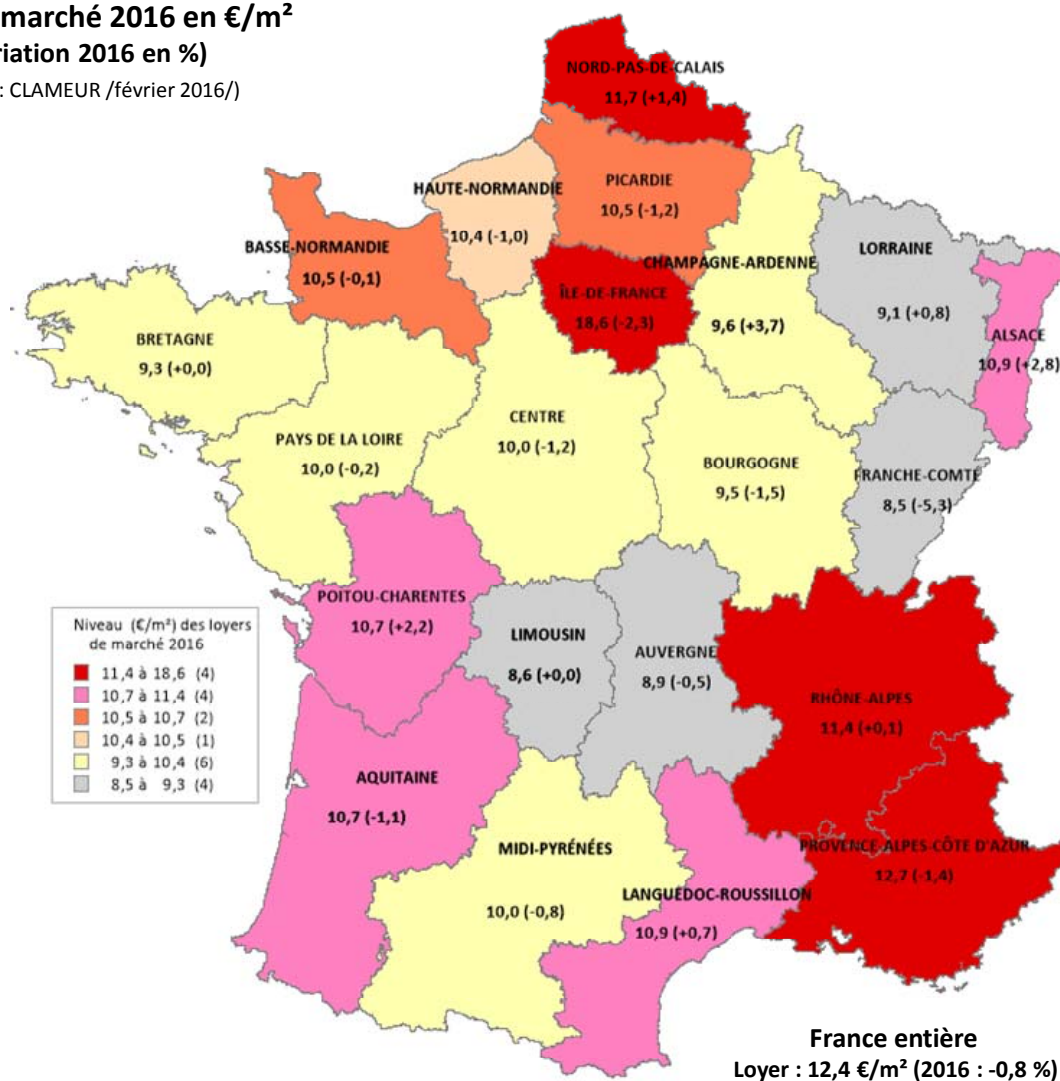 marché 2016 en €/m²
riation 2016 en %)
: CLAMEUR /février 2016/)
NORD-PAS-DE-CALAIS
11,7 (+1,4)
HAUTE-NORMANDIE
10,4 (-1,0)
PICARDIE
10,5 (-1,2)
BASSE-NORMANDIE
10,5 (-0,1)
ÎLE-DE-FRANCE
18,6 (-2,3)
CHAMPAGNE-ARDENNE
9,6 (+3,7)
LORRAINE
9,1 (+0,8)
ALSACE
10,9 (+2,8)
BRETAGNE
9,3 (+0,0)
PAYS DE LA LOIRE
10,0 (-0,2)
CENTRE
10,0 (-1,2)
BOURGOGNE
9,5 (-1,5)
FRANCHE-COMTÉ
8,5 (-5,3)
POITOU-CHARENTES
10,7 (+2,2)
LIMOUSIN
8,6 (+0,0)
AUVERGNE
8,9 (-0,5)
RHÔNE-ALPES
11,4 (+0,1)
AQUITAINE
10,7 (-1,1)
MIDI-PYRÉNÉES
10,0 (-0,8)
LANGUEDOC-ROUSSILLON
10,9 (+0,7)
PROVENCE-ALPES-CÔTE D'AZUR
12,7 (-1,4)
Niveau (€/m²) des loyers
de marché 2016
11,4 à 18,6 (4)
10,7 à 11,4 (4)
10,5 à 10,7 (2)
10,4 à 10,5 (1)
9,3 à 10,4 (6)
8,5 à 9,3 (4)
France entière
Loyer : 12,4 €/m² (2016 : -0,8 %)